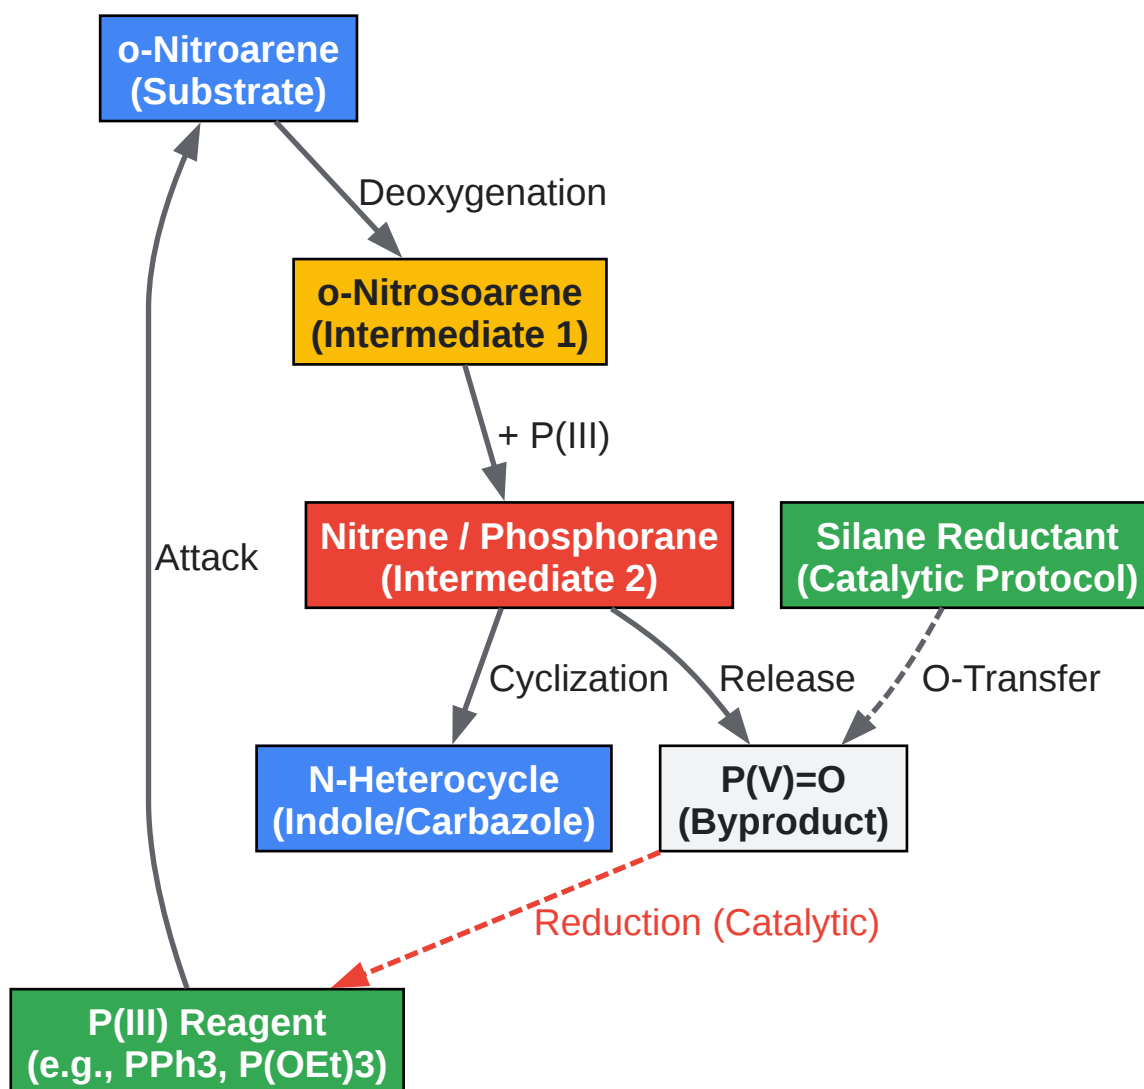 o-Nitroarene
(Substrate)
Deoxygenation
o-Nitrosoarene
(Intermediate 1)
+ P(III)
Attack
Nitrene / Phosphorane
(Intermediate 2)
Silane Reductant
(Catalytic Protocol)
Cyclization
Release
O-Transfer
N-Heterocycle
(Indole/Carbazole)
P(V)=O
(Byproduct)
Reduction (Catalytic)
P(III) Reagent
(e.g., PPh3, P(OEt)3)